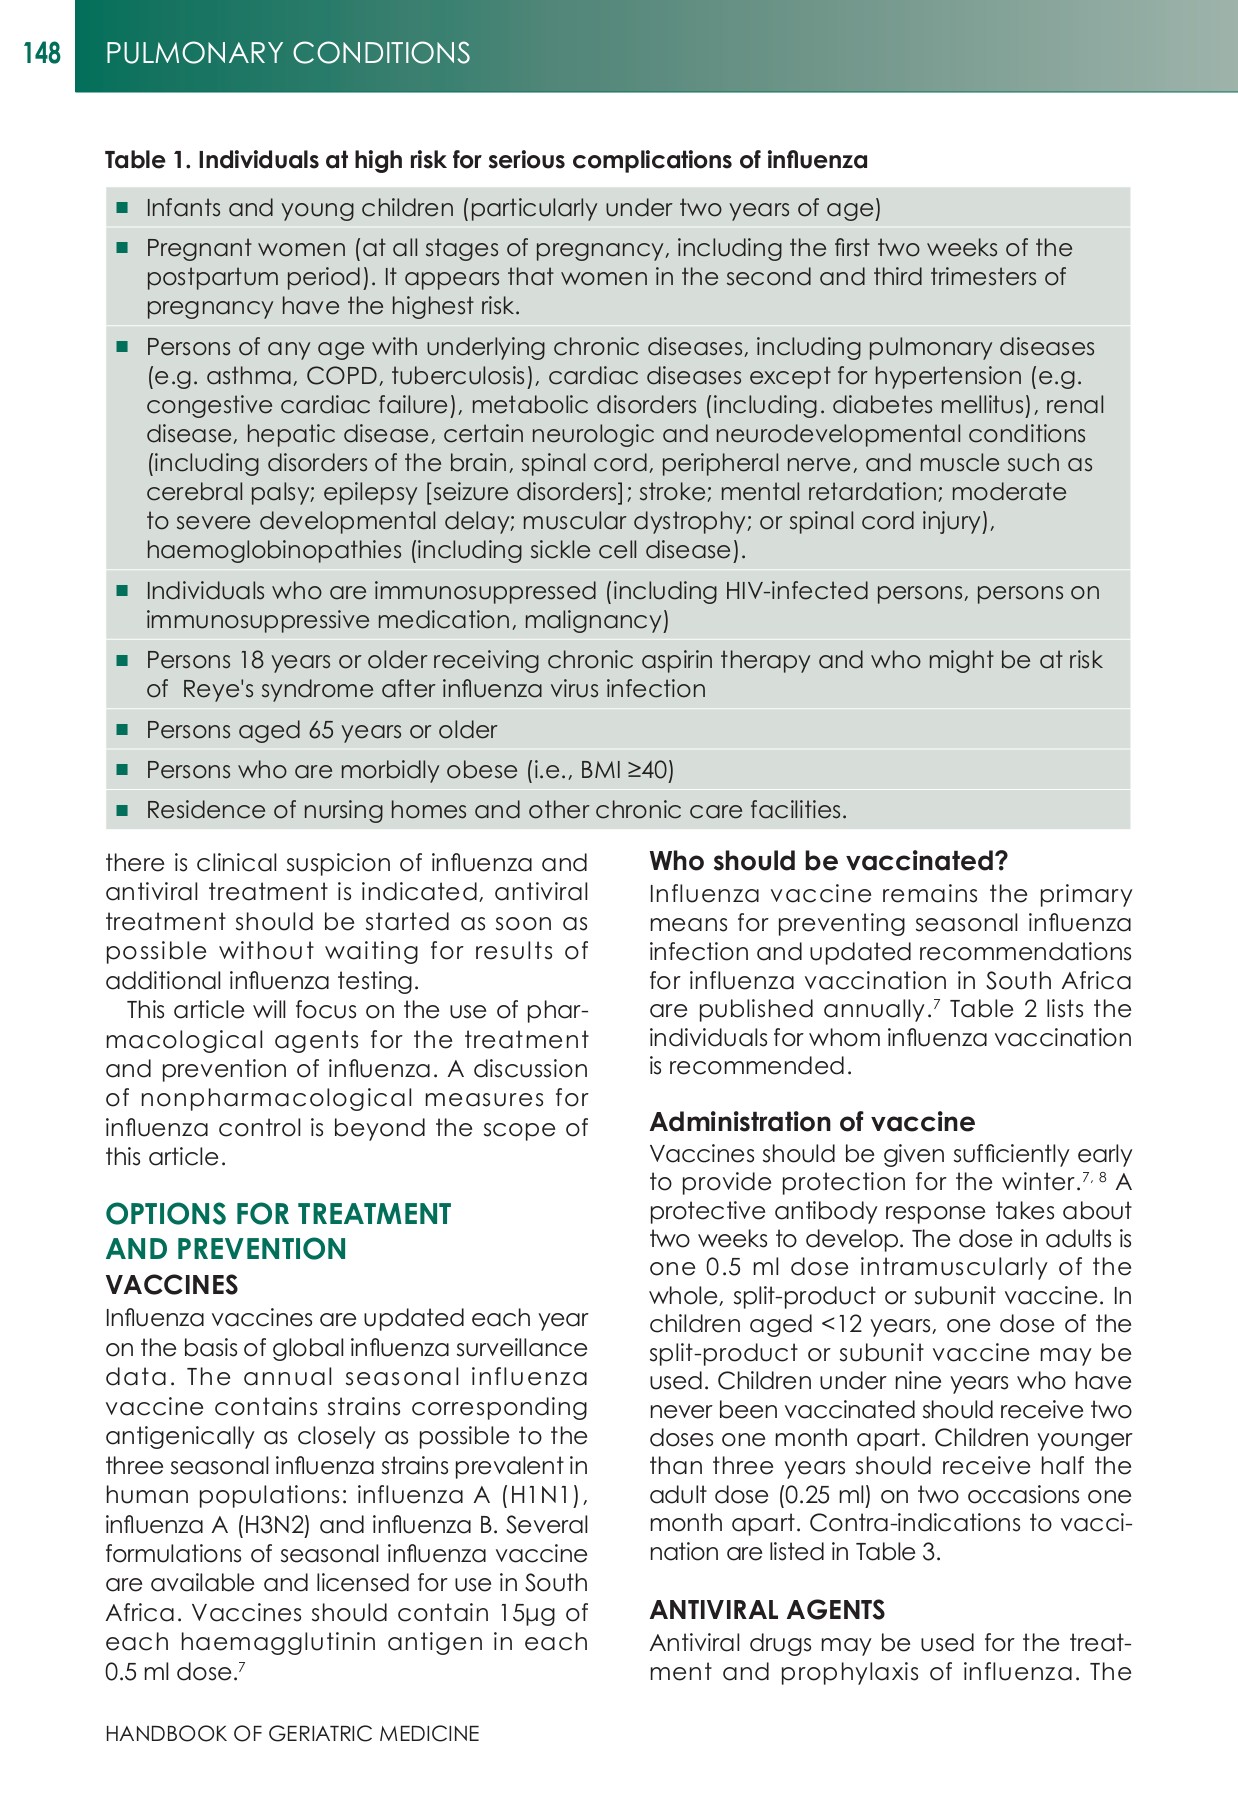 148
PULMONARY CONDITIONS
Table 1. Individuals at high risk for serious complications of influenza
■ Infants and young children (particularly under two years of age)
■ Pregnant women (at all stages of pregnancy, including the first two weeks of the
postpartum period). It appears that women in the second and third trimesters of
pregnancy have the highest risk.
■ Persons of any age with underlying chronic diseases, including pulmonary diseases
(e.g. asthma, COPD, tuberculosis), cardiac diseases except for hypertension (e.g.
congestive cardiac failure), metabolic disorders (including. diabetes mellitus), renal
disease, hepatic disease, certain neurologic and neurodevelopmental conditions
(including disorders of the brain, spinal cord, peripheral nerve, and muscle such as
cerebral palsy; epilepsy [seizure disorders]; stroke; mental retardation; moderate
to severe developmental delay; muscular dystrophy; or spinal cord injury),
haemoglobinopathies (including sickle cell disease).
■ Individuals who are immunosuppressed (including HIV-infected persons, persons on
immunosuppressive medication, malignancy)
■ Persons 18 years or older receiving chronic aspirin therapy and who might be at risk
of Reye's syndrome after influenza virus infection
■ Persons aged 65 years or older
■ Persons who are morbidly obese (i.e., BMI ≥40)
■ Residence of nursing homes and other chronic care facilities.
there is clinical suspicion of influenza and
antiviral treatment is indicated, antiviral
treatment should be started as soon as
possible without waiting for results of
additional influenza testing.
This article will focus on the use of phar-
macological agents for the treatment
and prevention of influenza. A discussion
of nonpharmacological measures for
influenza control is beyond the scope of
this article.
OPTIONS FOR TREATMENT
AND PREVENTION
VACCINES
Influenza vaccines are updated each year
on the basis of global influenza surveillance
data. The annual seasonal influenza
vaccine contains strains corresponding
antigenically as closely as possible to the
three seasonal influenza strains prevalent in
human populations: influenza A (H1N1),
influenza A (H3N2) and influenza B. Several
formulations of seasonal influenza vaccine
are available and licensed for use in South
Africa. Vaccines should contain 15µg of
each haemagglutinin antigen in each
0.5 ml dose.7
Who should be vaccinated?
Influenza vaccine remains the primary
means for preventing seasonal influenza
infection and updated recommendations
for influenza vaccination in South Africa
are published annually.7 Table 2 lists the
individuals for whom influenza vaccination
is recommended.
Administration of vaccine
Vaccines should be given sufficiently early
to provide protection for the winter.7, 8 A
protective antibody response takes about
two weeks to develop. The dose in adults is
one 0.5 ml dose intramuscularly of the
whole, split-product or subunit vaccine. In
children aged <12 years, one dose of the
split-product or subunit vaccine may be
used. Children under nine years who have
never been vaccinated should receive two
doses one month apart. Children younger
than three years should receive half the
adult dose (0.25 ml) on two occasions one
month apart. Contra-indications to vacci-
nation are listed in Table 3.
ANTIVIRAL AGENTS
Antiviral drugs may be used for the treat-
ment and prophylaxis of influenza. The
HANDBOOK OF GERIATRIC MEDICINE